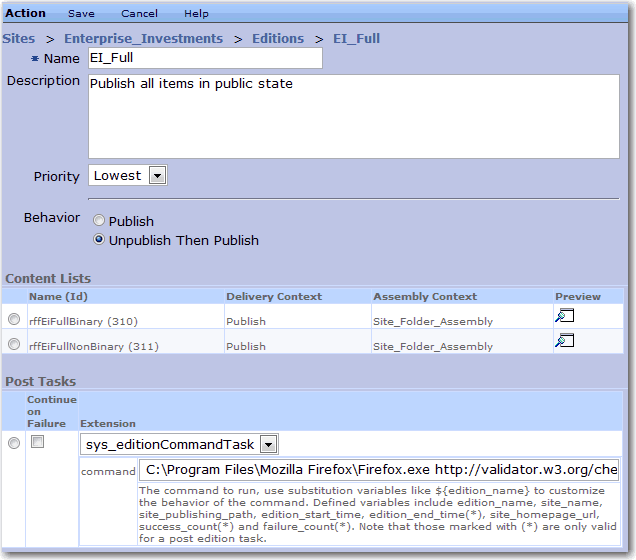 Action Save Cancel Help
Sites > Enterprise_Investments > Editions > EI_Full
Name EI_Full
Description Publish all items in public state
Priority Lowest
Behavior Publish
Unpublish Then Publish
Content Lists
Name (Id) Delivery Context Assembly Context Preview
rffEiFullBinary (310) Publish Site_Folder_Assembly
rffEiFullNonBinary (311) Publish Site_Folder_Assembly
Post Tasks
Continue
on
Failure Extension
sys_editionCommandTask
command C:\Program Files\Mozilla Firefox\Firefox.exe http://validator.w3.org/che
The command to run, use substitution variables like ${edition_name} to customize
the behavior of the command. Defined variables include edition_name, site_name,
site_publishing_path, edition_start_time, edition_end_time(*), site_homepage_url,
success_count(*) and failure_count(*). Note that those marked with (*) are only valid
for a post edition task.